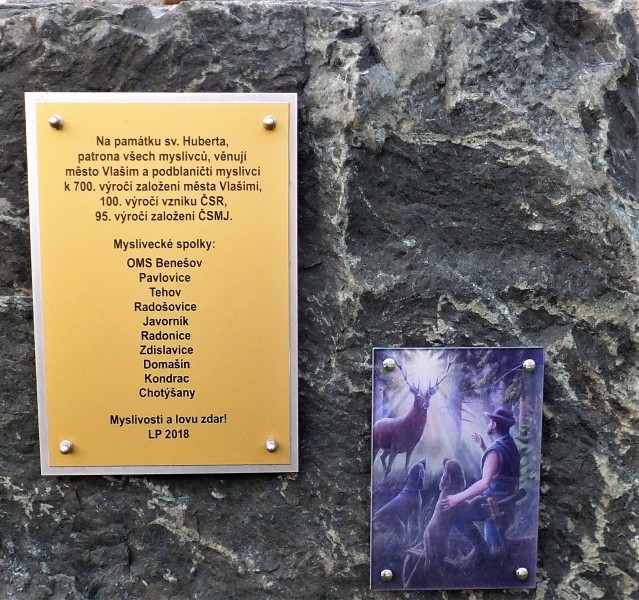 Na památku sv. Huberta,
patrona všech myslivců, věnují
město Vlašim a podblaničtí myslivci
k 700. výročí založení města Vlašimi,
100. výročí vzniku ČSR,
95. výročí založení ČSMJ.
Myslivecké spolky:
OMS Benešov
Pavlovice
Tehov
Radošovice
Javorník
Radonice
Zdislavice
Domašín
Kondrac
Chotýšany
Myslivosti a lovu zdar!
LP 2018